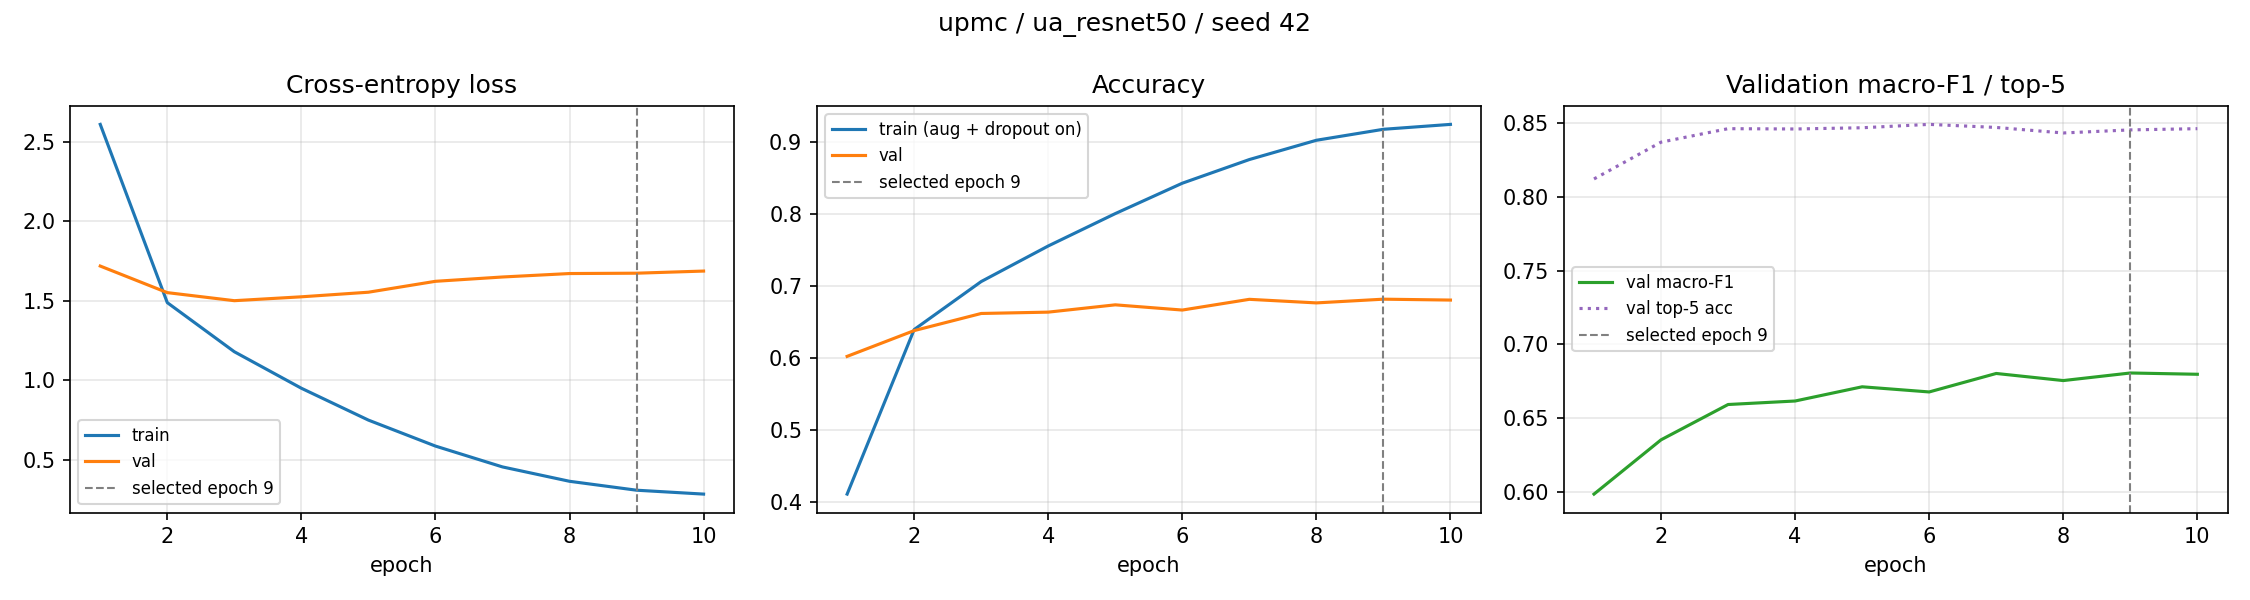 upmc / ua_resnet50 / seed 42
Cross-entropy loss
2.5
2.0
1.5
1.0
0.5
train
val
selected epoch 9
2 4 6 8 10
epoch
Accuracy
0.9
0.8
0.7
0.6
0.5
0.4
train (aug + dropout on)
val
selected epoch 9
2 4 6 8 10
epoch
Validation macro-F1 / top-5
0.85
0.80
0.75
0.70
0.65
0.60
val macro-F1
val top-5 acc
selected epoch 9
2 4 6 8 10
epoch